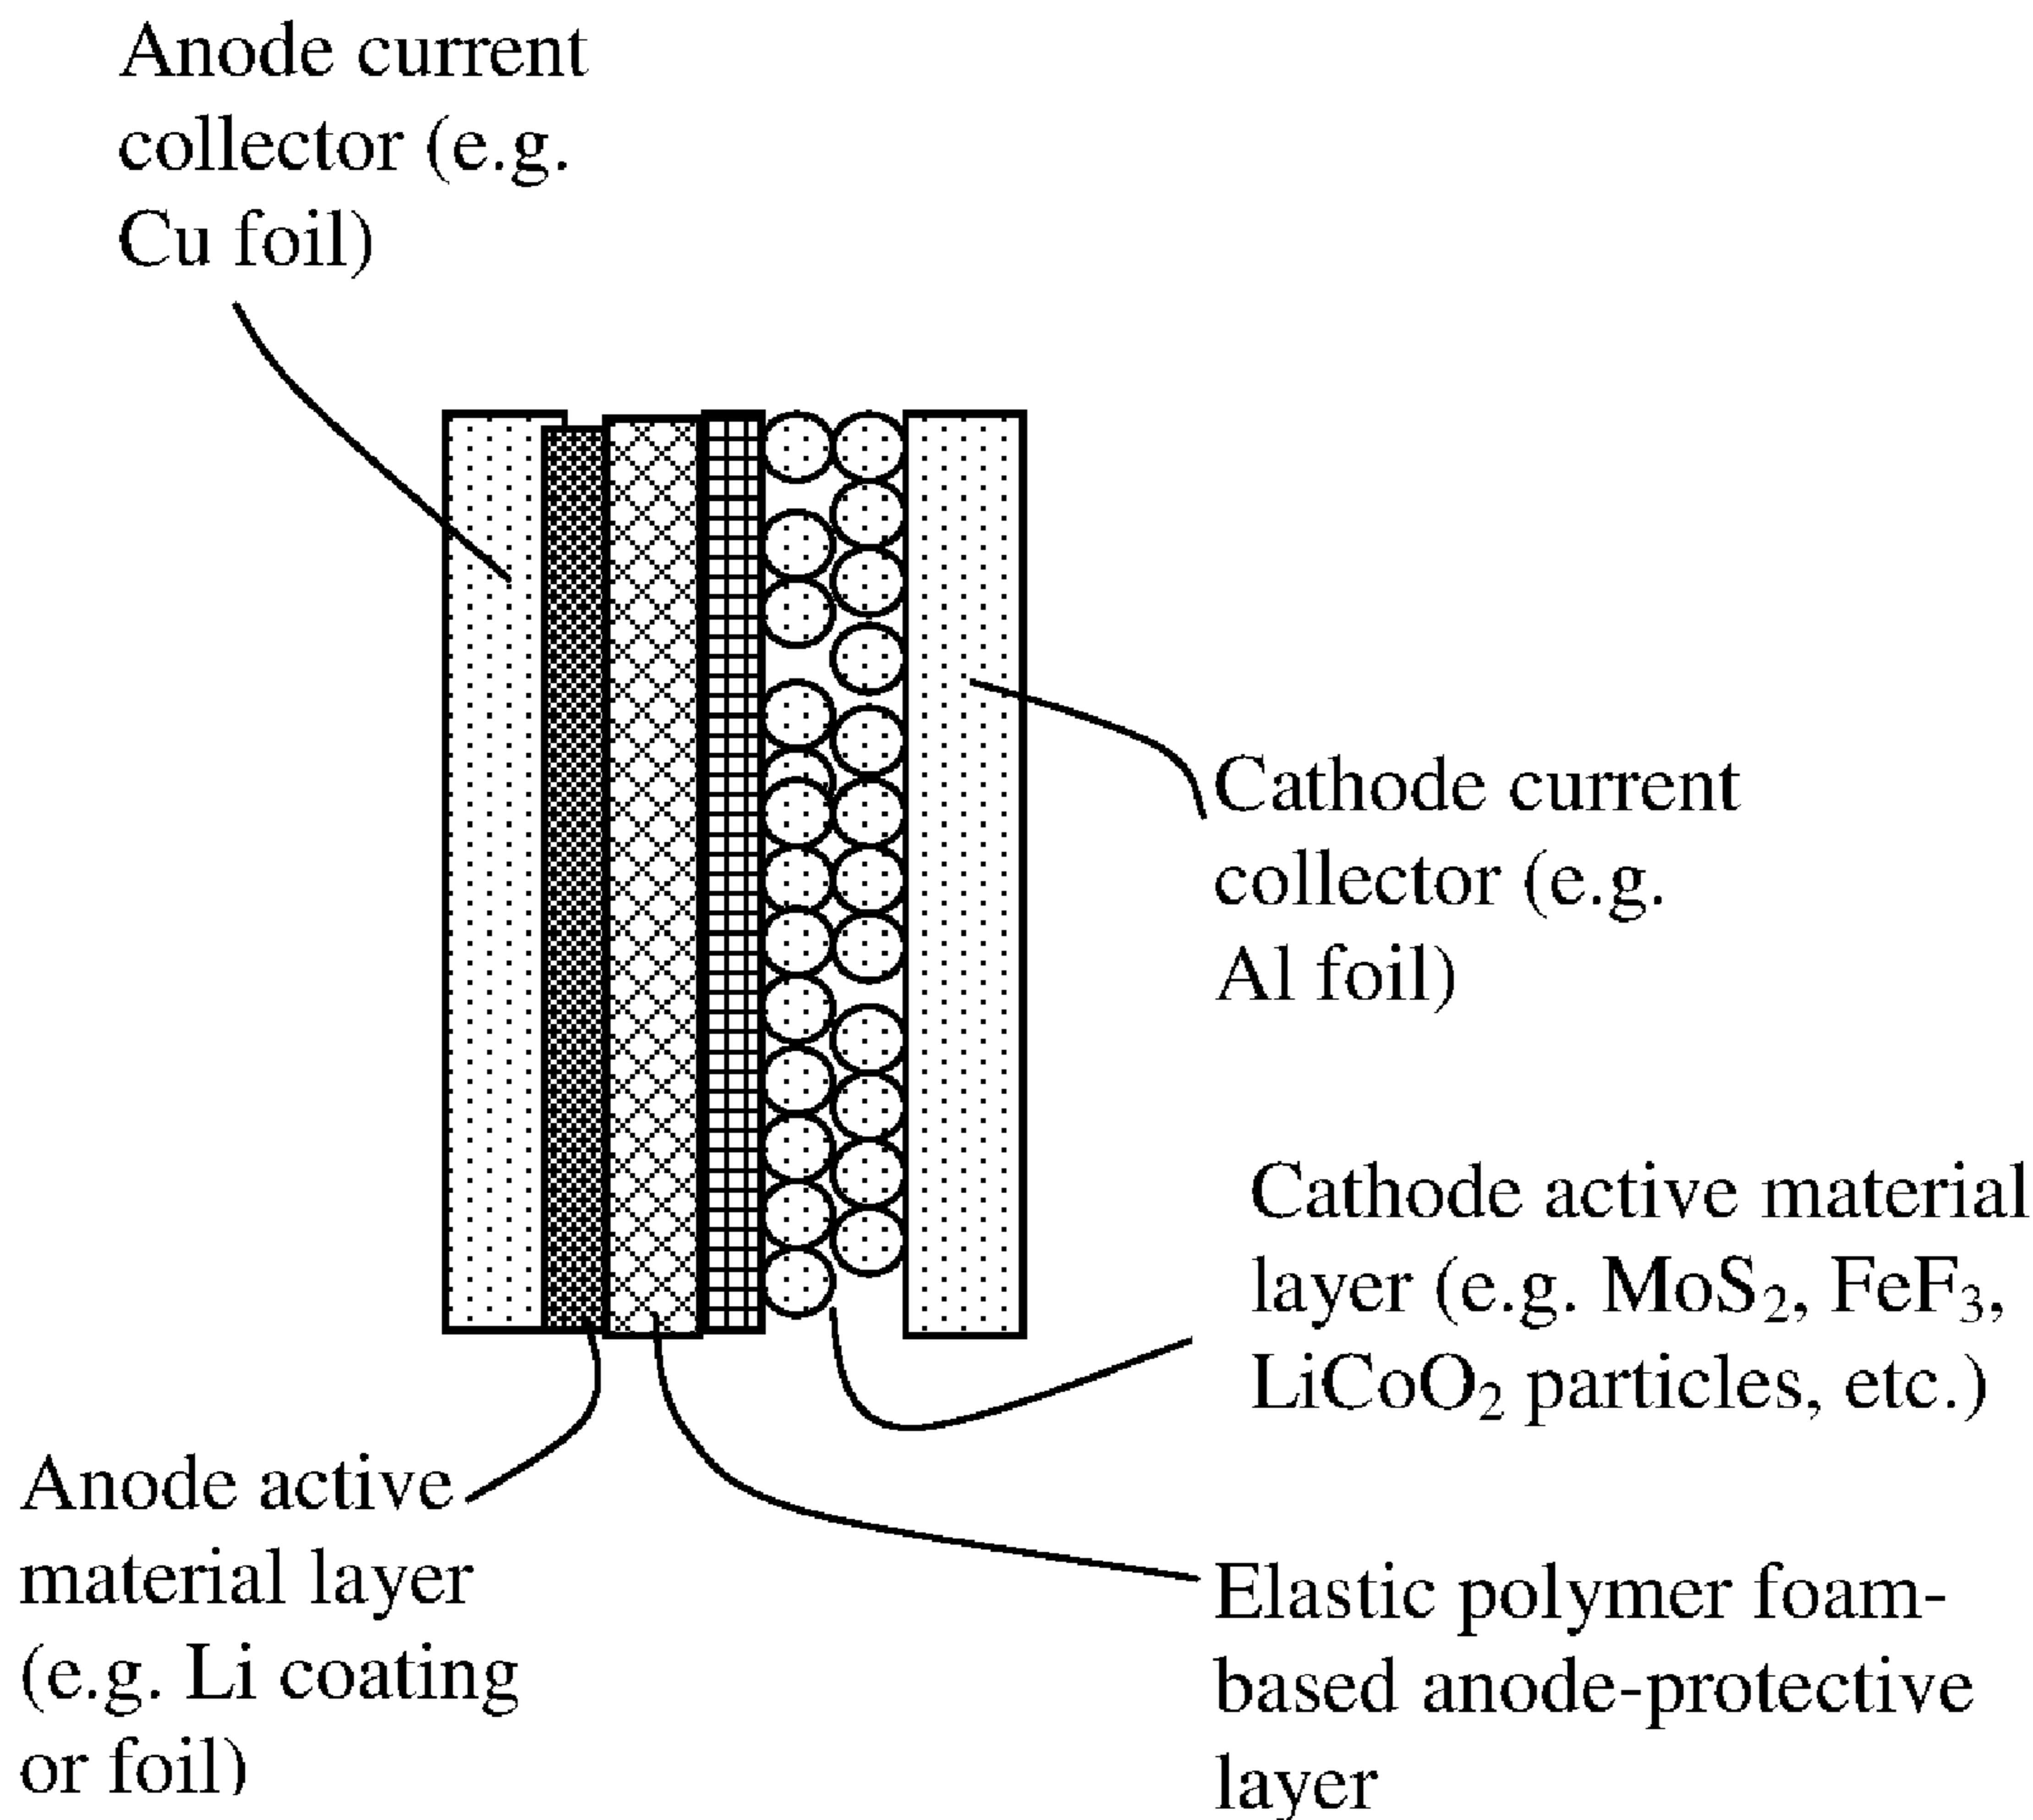 Anode current
collector (e.g.
Cu foil)
Cathode current
collector (e.g.
Al foil)
Cathode active material
layer (e.g. MoS₂, FeF₃,
LiCoO₂ particles, etc.)
Anode active
material layer
(e.g. Li coating
or foil)
Elastic polymer foam-
based anode-protective
layer